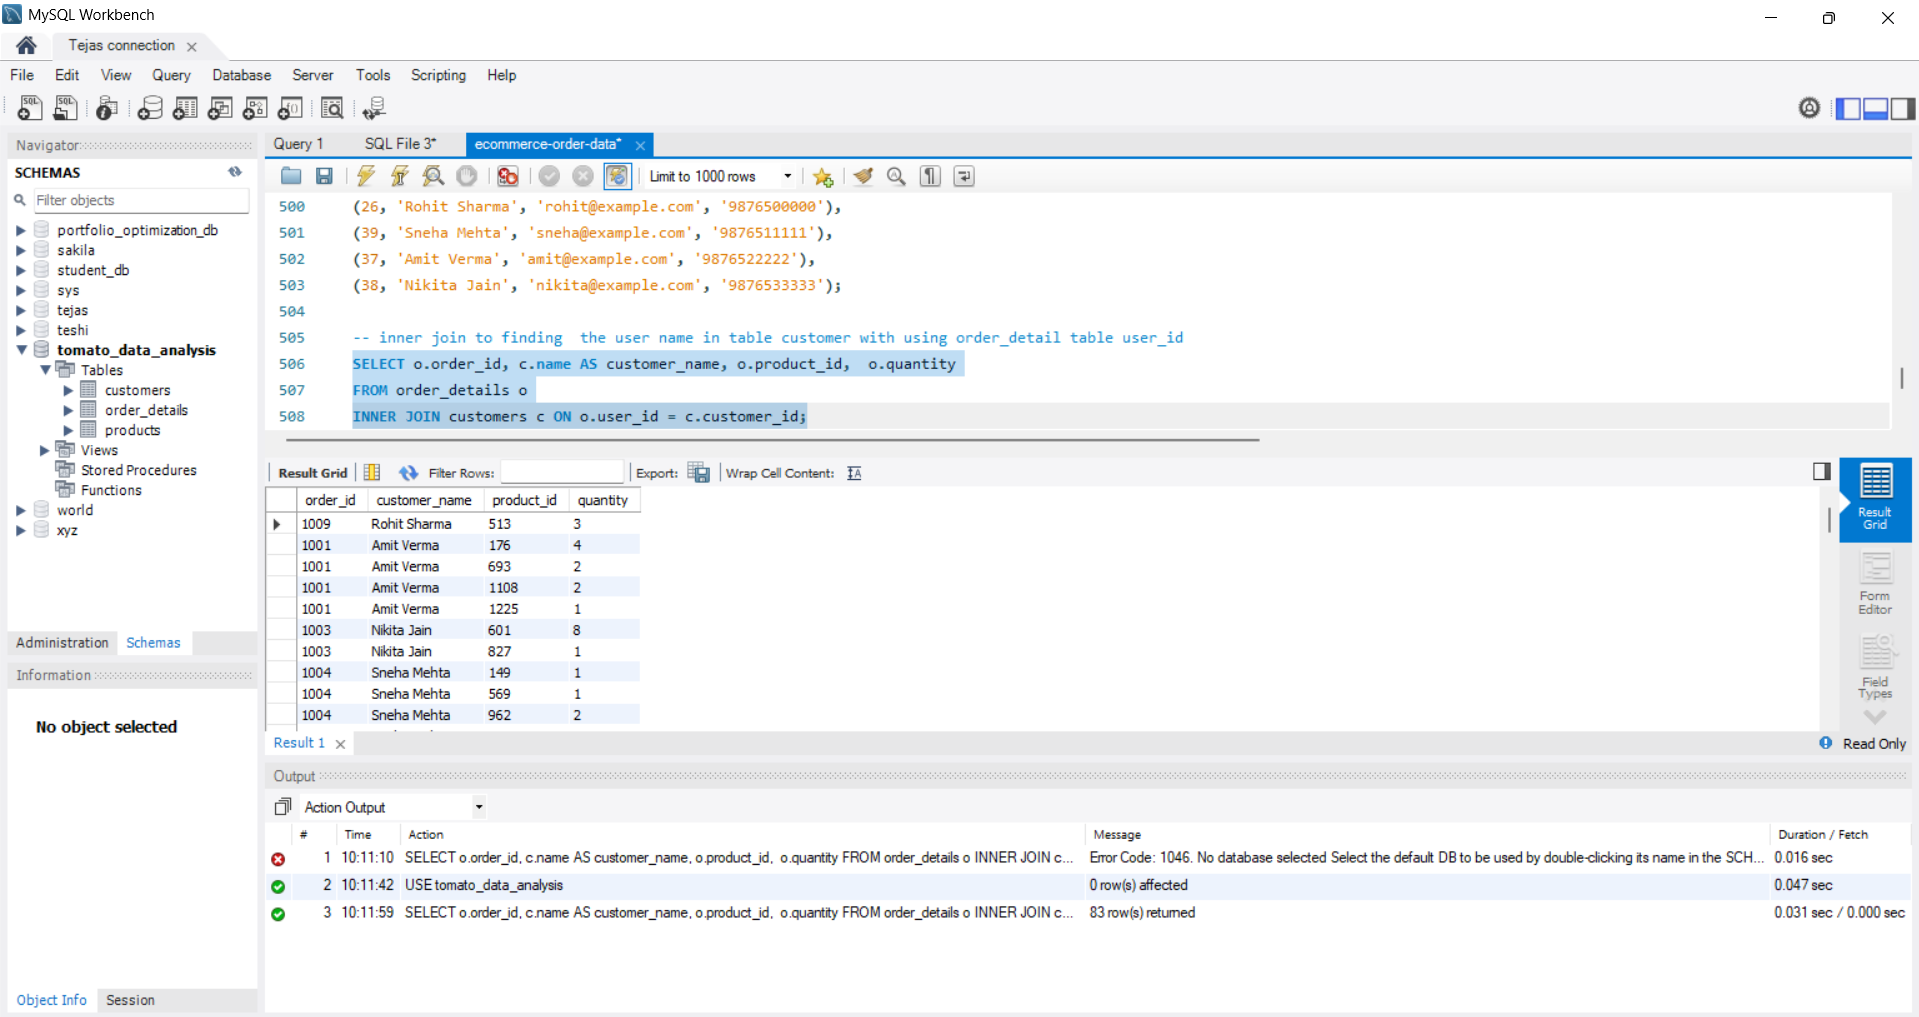 MySQL Workbench
Tejas connection
File Edit View Query Database Server Tools Scripting Help
Navigator
SCHEMAS
Filter objects
portfolio_optimization_db
sakila
student_db
sys
tejas
teshi
tomato_data_analysis
Tables
customers
order_details
products
Views
Stored Procedures
Functions
world
xyz
Administration Schemas
Information
No object selected
Object Info Session
Query 1 SQL File 3* ecommerce-order-data*
Limit to 1000 rows
500 (26, 'Rohit Sharma', 'rohit@example.com', '9876500000'),
501 (39, 'Sneha Mehta', 'sneha@example.com', '9876511111'),
502 (37, 'Amit Verma', 'amit@example.com', '9876522222'),
503 (38, 'Nikita Jain', 'nikita@example.com', '9876533333');
504
505 -- inner join to finding  the user name in table customer with using order_detail table user_id
506 SELECT o.order_id, c.name AS customer_name, o.product_id,  o.quantity
507 FROM order_details o
508 INNER JOIN customers c ON o.user_id = c.customer_id;
Result Grid Filter Rows: Export: Wrap Cell Content:
order_id customer_name product_id quantity
1009 Rohit Sharma 513 3
1001 Amit Verma 176 4
1001 Amit Verma 693 2
1001 Amit Verma 1108 2
1001 Amit Verma 1225 1
1003 Nikita Jain 601 8
1003 Nikita Jain 827 1
1004 Sneha Mehta 149 1
1004 Sneha Mehta 569 1
1004 Sneha Mehta 962 2
Result
Grid
Form
Editor
Field
Types
Result 1
Read Only
Output
Action Output
# Time Action Message Duration / Fetch
1 10:11:10 SELECT o.order_id, c.name AS customer_name, o.product_id,  o.quantity FROM order_details o INNER JOIN c... Error Code: 1046. No database selected Select the default DB to be used by double-clicking its name in the SCH... 0.016 sec
2 10:11:42 USE tomato_data_analysis 0 row(s) affected 0.047 sec
3 10:11:59 SELECT o.order_id, c.name AS customer_name, o.product_id,  o.quantity FROM order_details o INNER JOIN c... 83 row(s) returned 0.031 sec / 0.000 sec